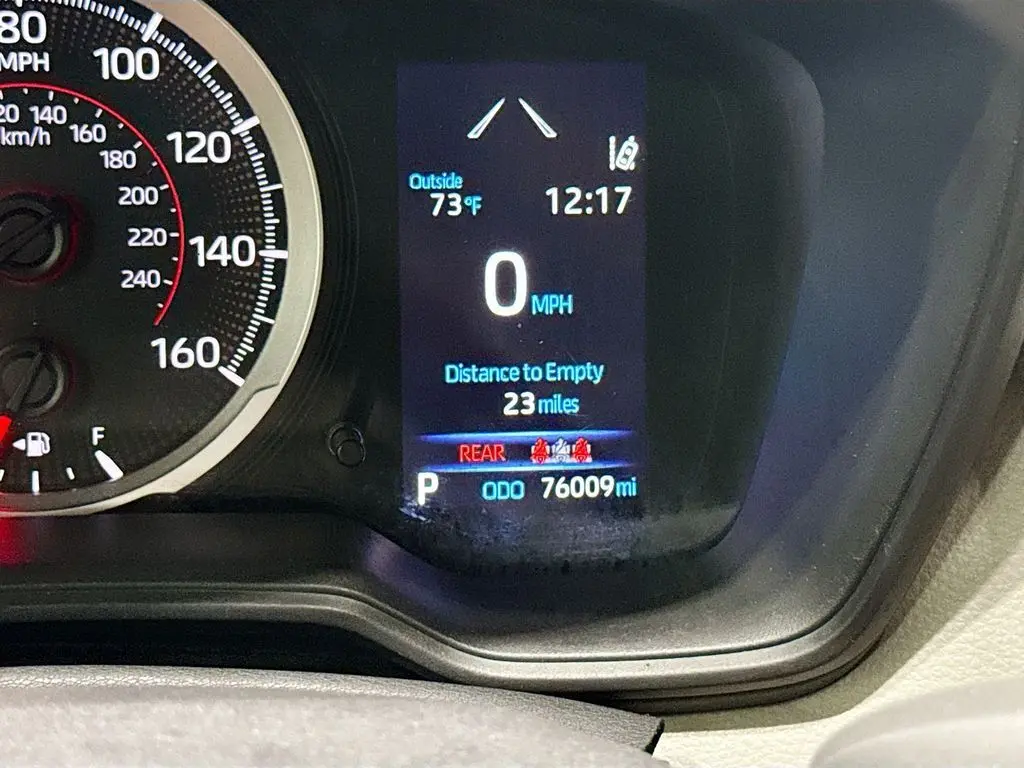 80
MPH
100
120
140
160
20 140
km/h
160
180
200
220
240
F
Outside
73°F
12:17
0 MPH
Distance to Empty
23 miles
REAR
P ODO 76009 mi